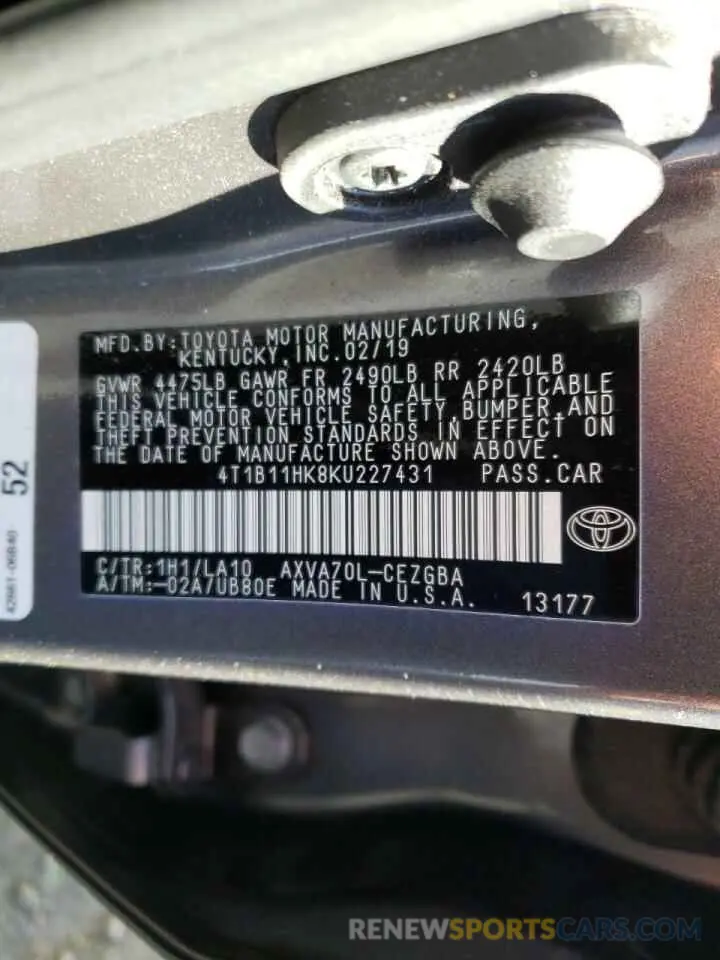 MFD.BY:TOYOTA MOTOR MANUFACTURING,
KENTUCKY, INC.02/19
GVWR 4475LB GAWR FR 2490LB RR 2420LB
THIS VEHICLE CONFORMS TO ALL APPLICABLE
FEDERAL MOTOR VEHICLE SAFETY,BUMPER,AND
THEFT PREVENTION STANDARDS IN EFFECT ON
THE DATE OF MANUFACTURE SHOWN ABOVE.
4T1B11HK8KU227431 PASS.CAR
C/TR:1H1/LA10 AXVA70L-CEZGBA
A/TM:-02A/UB80E MADE IN U.S.A.
13177
52
42661-06B40
RENEWSPORTSCARS.COM